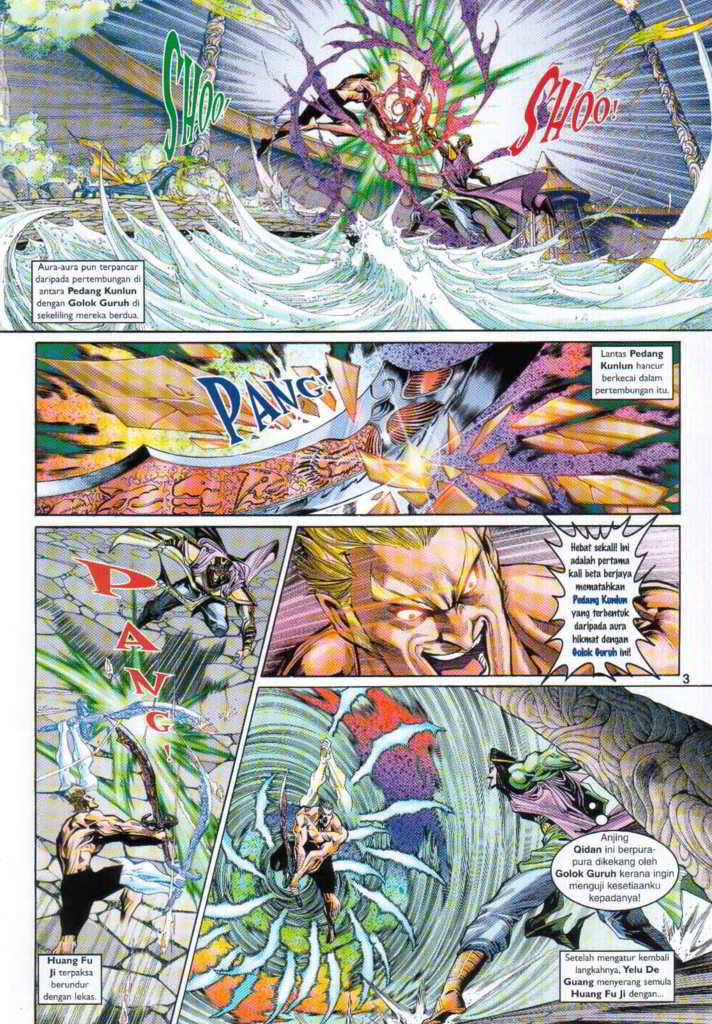 SHOO!
SHOO!
Aura-aura pun terpancar
daripada pertembungan di
antara Pedang Kunlun
dengan Golok Guruh di
sekeliling mereka berdua.
PANG!
Lantas Pedang
Kunlun hancur
berkecai dalam
pertembungan itu.
PANG!
Hebat sekali! Ini
adalah pertama
kali beta berjaya
mematahkan
Pedang Kunlun
yang terbentuk
daripada aura
hikmat dengan
Golok Guruh ini!
3
Huang Fu
Ji terpaksa
berundur
dengan lekas.
Anjing
Qidan ini berpura-
pura dikekang oleh
Golok Guruh kerana ingin
menguji kesetiaanku
kepadanya!
Setelah mengatur kembali
langkahnya, Yelu De
Guang menyerang semula
Huang Fu Ji dengan...